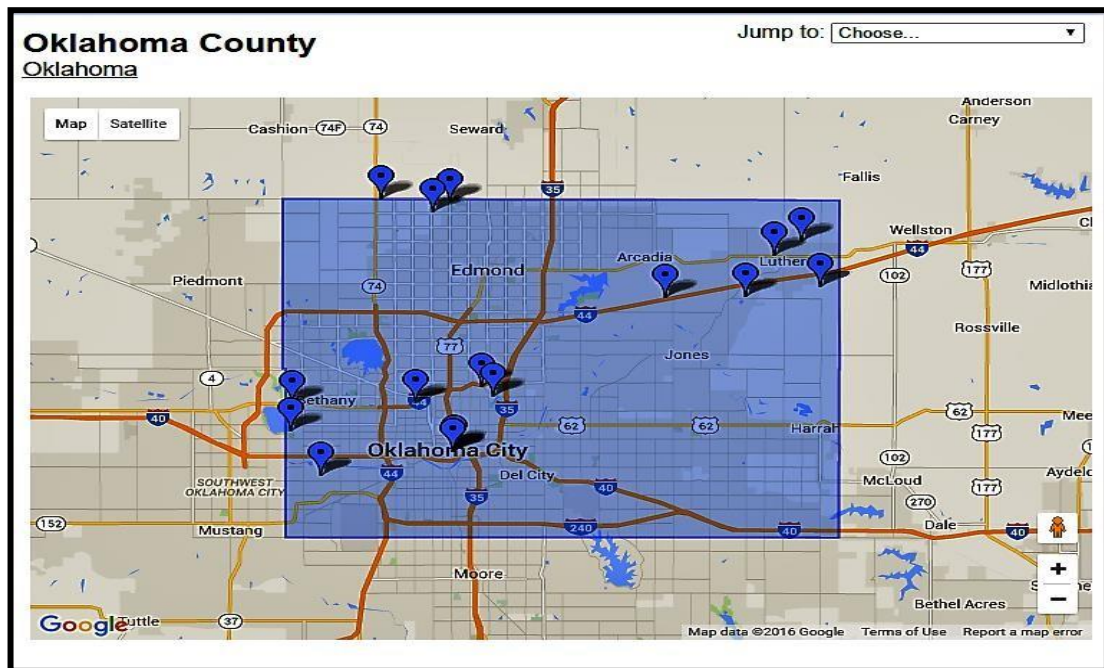 Oklahoma County
Jump to: Choose...
Oklahoma
Map Satellite
Anderson
Carney
Cashion 74F 74 Seward
35
Fallis
Wellston
44
Arcadia
Luther
102
177
Edmond
Piedmont
74
Midlothia
44
Rossville
77
Jones
4
Bethany
44
35
40
62
62
62
Mee
Harrah
177
Oklahoma City
102
Del City
44
Aydel
SOUTHWEST
OKLAHOMA CITY
40
McLoud
177
35
270
152
Mustang
240
40
Dale
40
Moore
+
−
Bethel Acres
Google
Tuttle
37
Map data ©2016 Google Terms of Use Report a map error